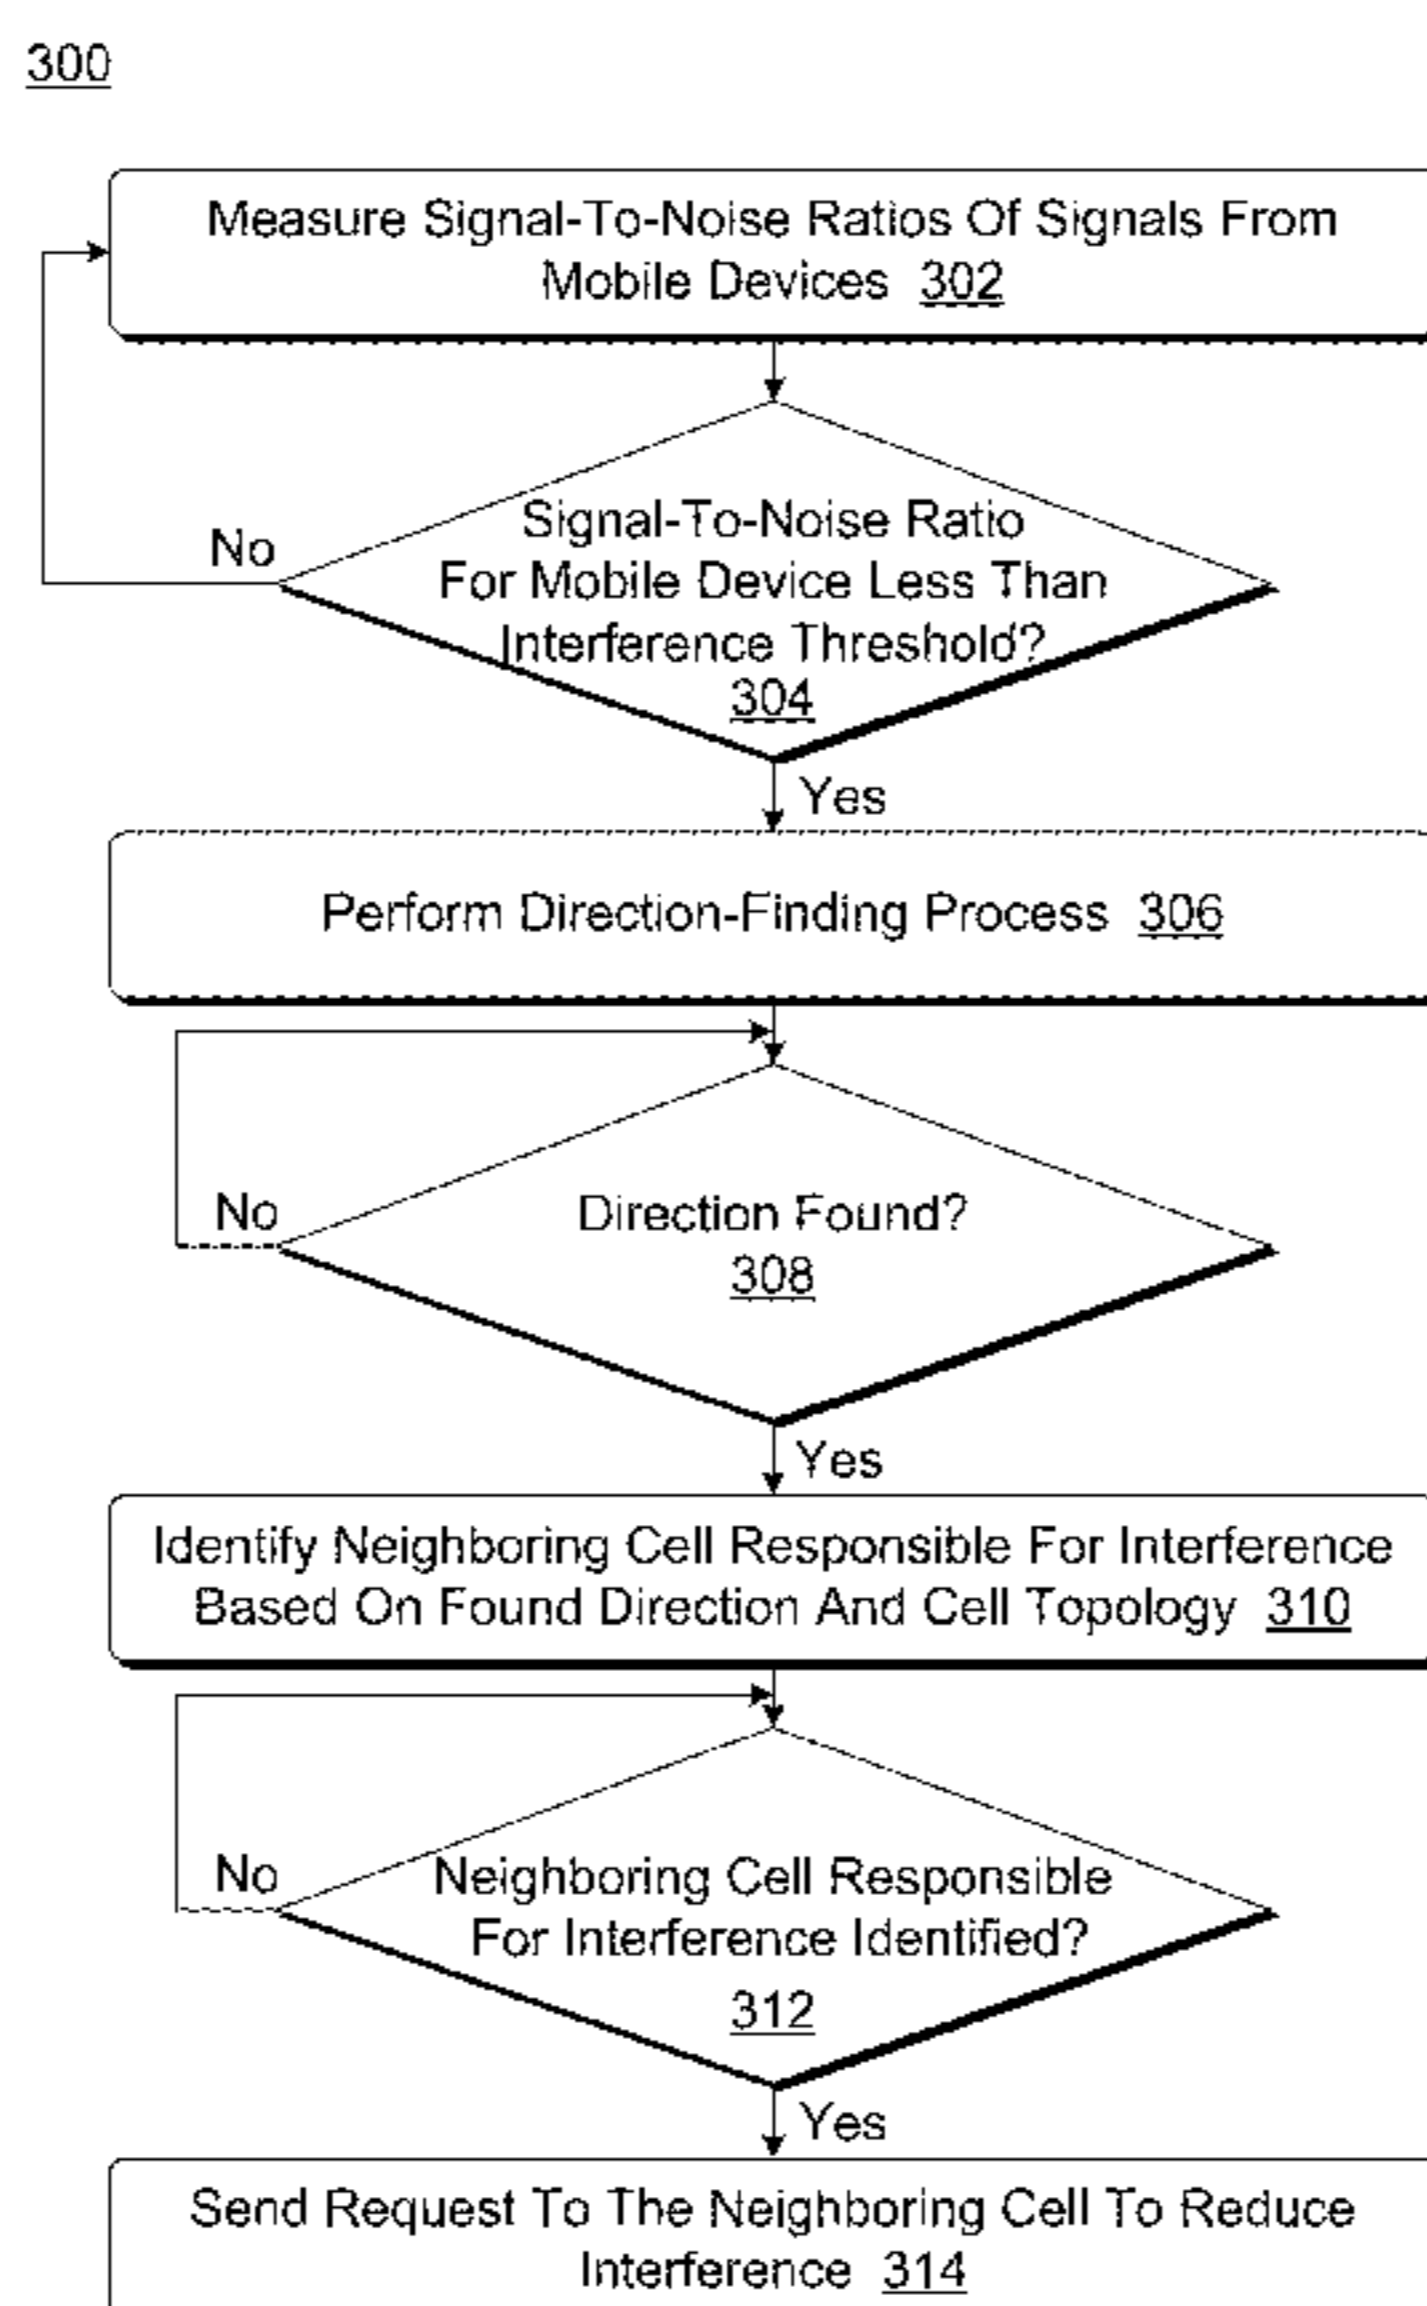 300
Measure Signal-To-Noise Ratios Of Signals From
Mobile Devices 302
Signal-To-Noise Ratio
For Mobile Device Less Than
Interference Threshold?
304
No
Yes
Perform Direction-Finding Process 306
Direction Found?
308
No
Yes
Identify Neighboring Cell Responsible For Interference
Based On Found Direction And Cell Topology 310
Neighboring Cell Responsible
For Interference Identified?
312
No
Yes
Send Request To The Neighboring Cell To Reduce
Interference 314